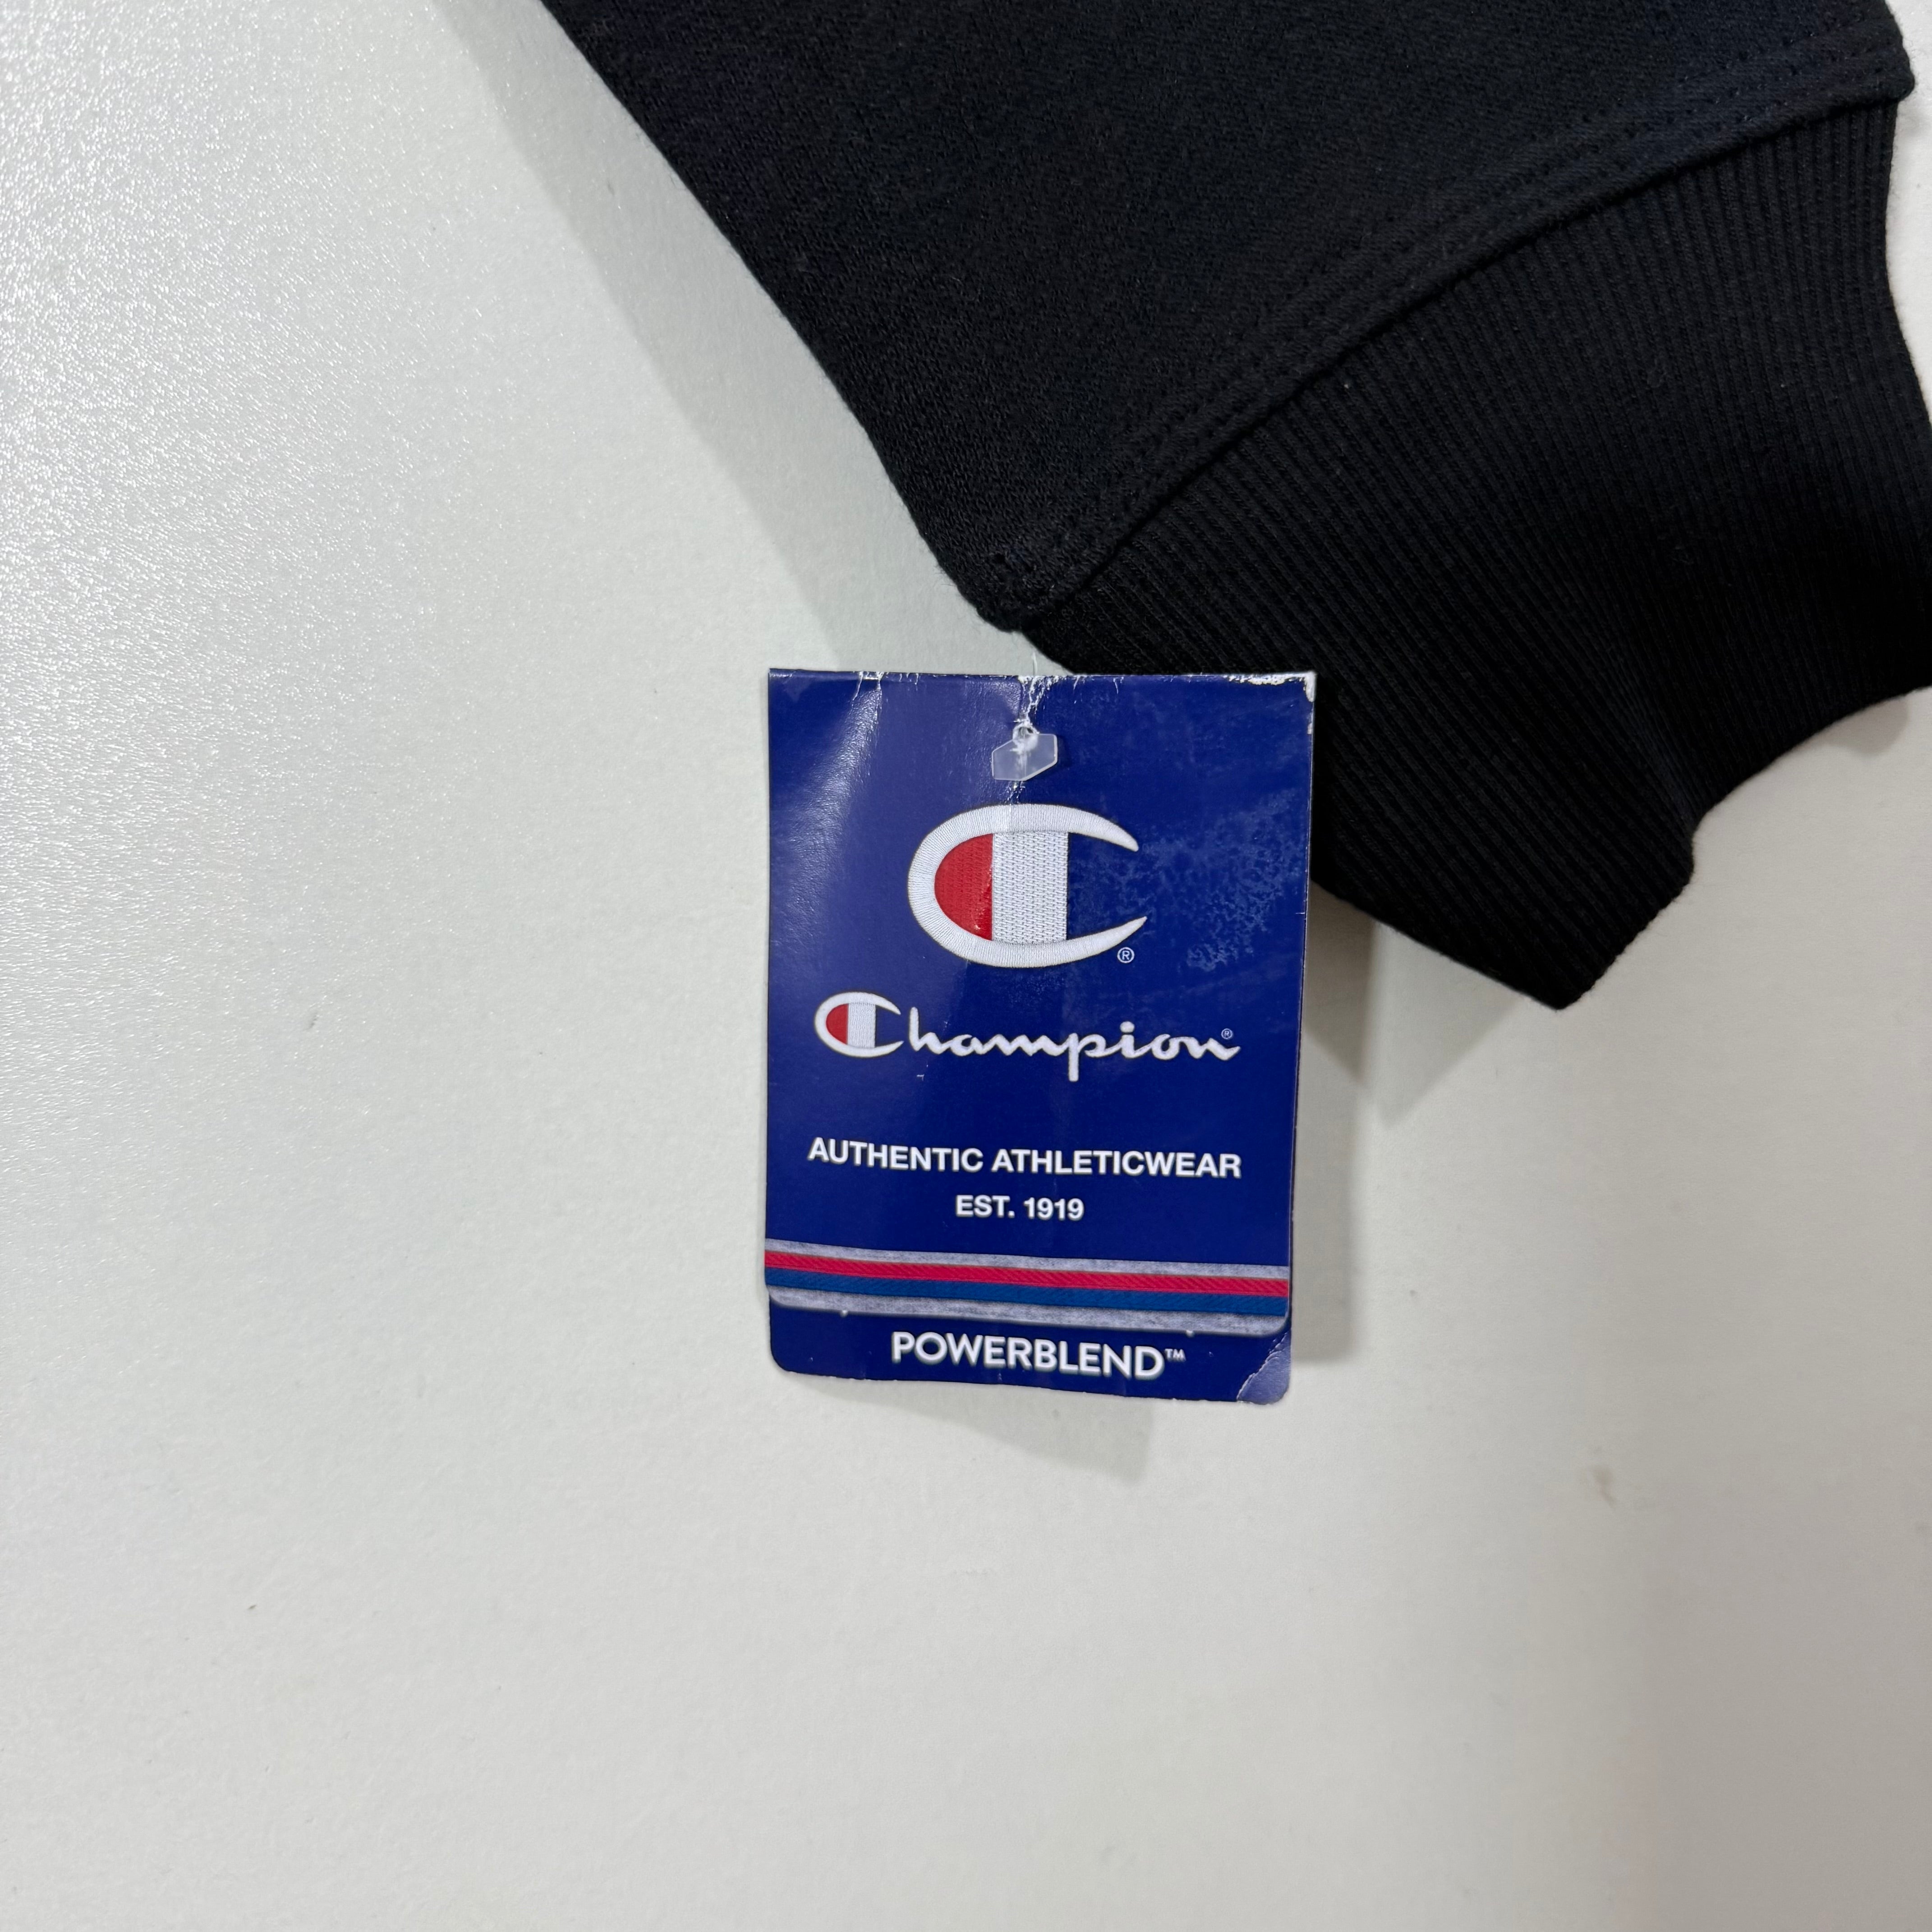 ®
Champion®
AUTHENTIC ATHLETICWEAR
EST. 1919
POWERBLEND™